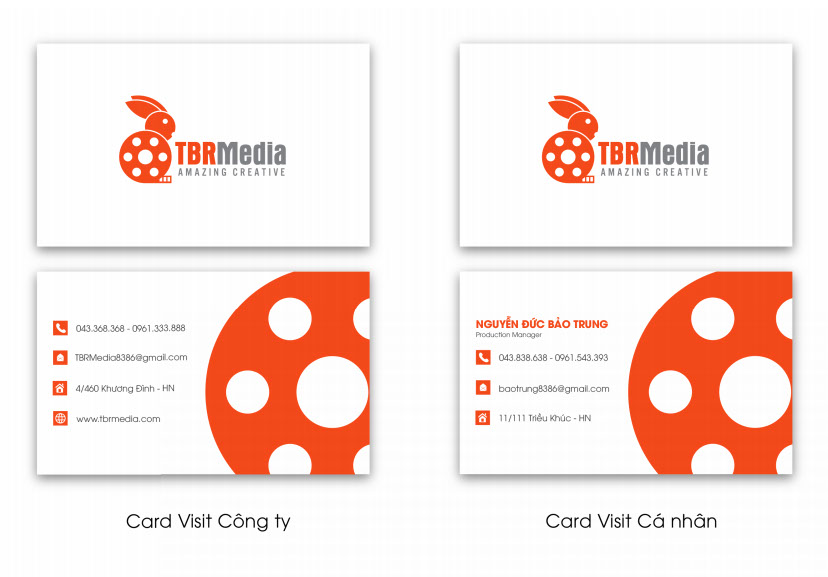 TBRMedia
AMAZING CREATIVE
TBRMedia
AMAZING CREATIVE
043.368.368 - 0961.333.888
TBRMedia8386@gmail.com
4/460 Khương Đình - HN
www.tbrmedia.com
NGUYỄN ĐỨC BẢO TRUNG
Production Manager
043.838.638 - 0961.543.393
baotrung8386@gmail.com
11/111 Triều Khúc - HN
Card Visit Công ty
Card Visit Cá nhân